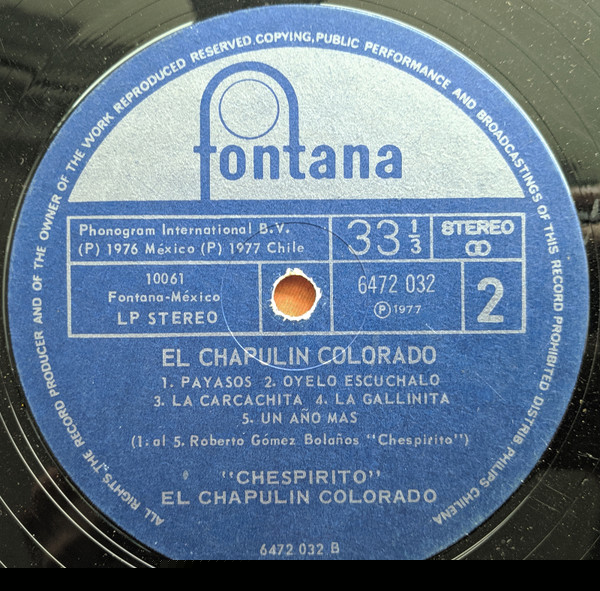 ALL RIGHTS, THE RECORD PRODUCER AND OF THE OWNER OF THE WORK REPRODUCED RESERVED, COPYING, PUBLIC PERFORMANCE AND BROADCASTINGS OF THIS RECORD PROHIBITED DISTRIB. PHILIPS CHILENA
fontana
Phonogram International B.V.
(P) 1976 México (P) 1977 Chile
33 1/3
STEREO
10061
Fontana-México
LP STEREO
6472 032
Ⓟ 1977
2
EL CHAPULIN COLORADO
1. PAYASOS 2. OYELO ESCUCHALO
3. LA CARCACHITA 4. LA GALLINITA
5. UN AÑO MAS
(1. al 5. Roberto Gómez Bolaños "Chespirito")
"CHESPIRITO"
EL CHAPULIN COLORADO
6472 032 B